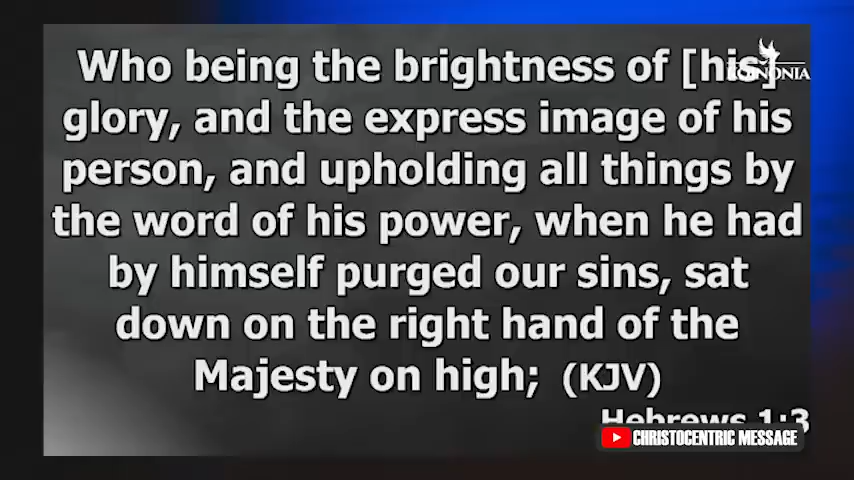 Who being the brightness of [his]
glory, and the express image of his
person, and upholding all things by
the word of his power, when he had
by himself purged our sins, sat
down on the right hand of the
Majesty on high; (KJV)
Hebrews 1:3
KOINONIA
CHRISTOCENTRIC MESSAGE